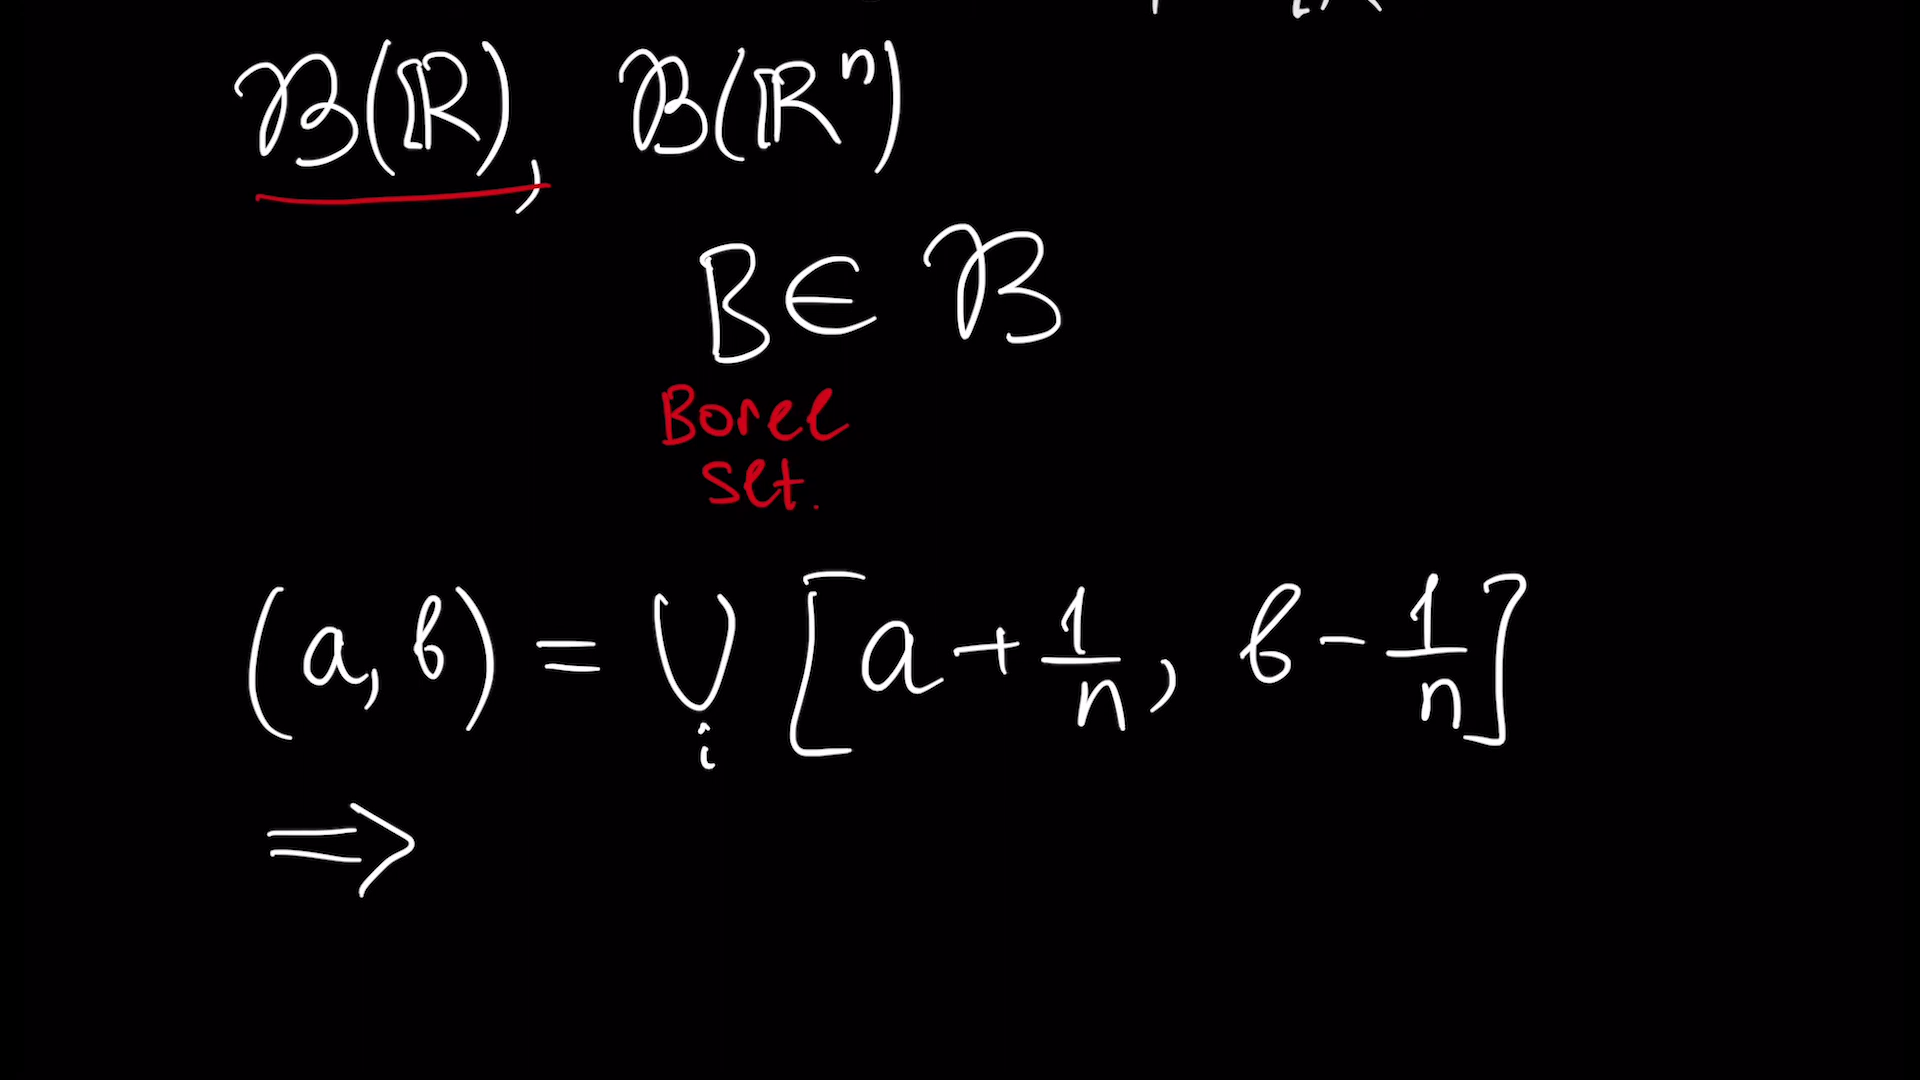 ℬ(ℝ), ℬ(ℝⁿ)
B∈ ℬ
Borel
set.
(a, b) = ⋃ᵢ [a + 1/n, b - 1/n]
⇒